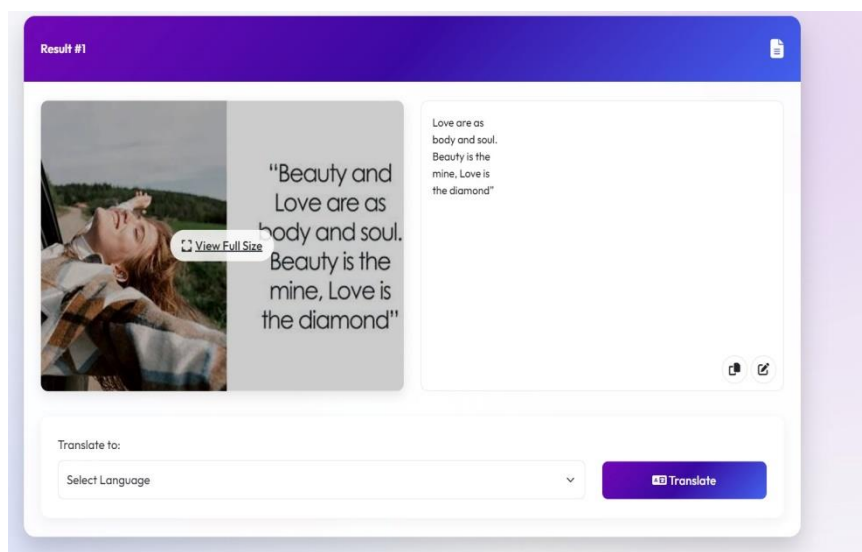 Result #1
"Beauty and
Love are as
body and soul.
Beauty is the
mine, Love is
the diamond"
View Full Size
Love are as
body and soul.
Beauty is the
mine, Love is
the diamond"
Translate to:
Select Language
Translate